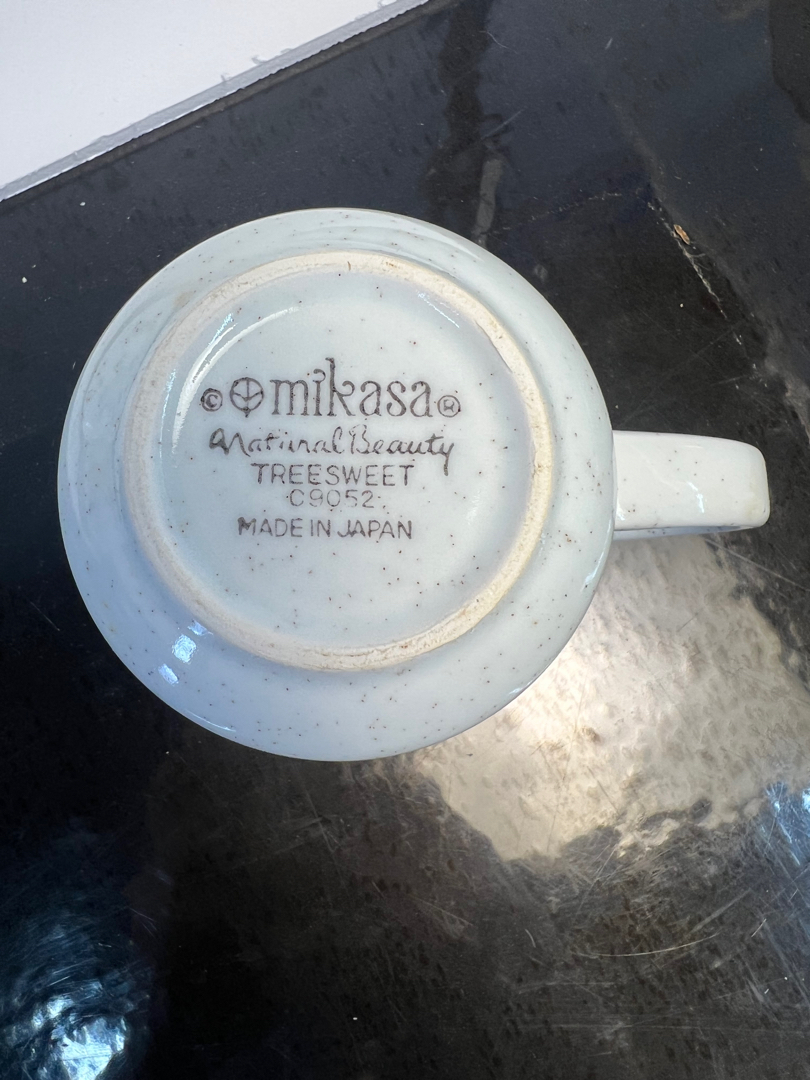 © mikasa ®
Natural Beauty
TREESWEET
C9052
MADE IN JAPAN